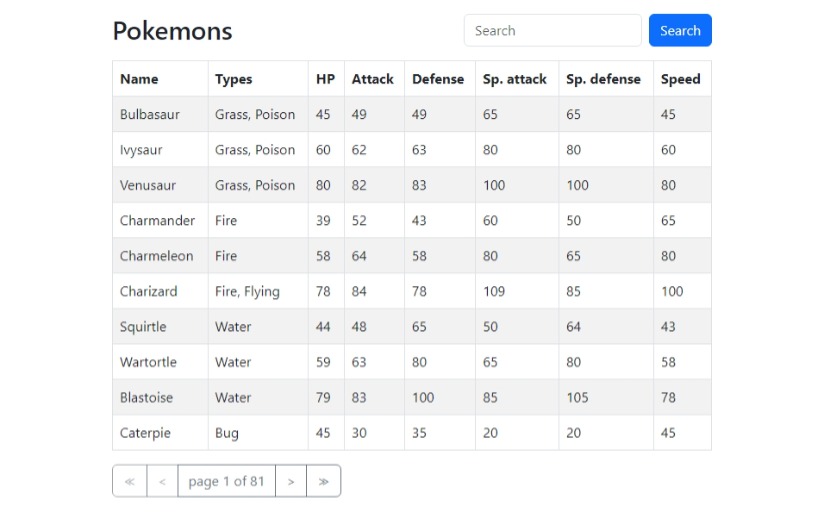 Pokemons Search Search
Name Types HP Attack Defense Sp. attack Sp. defense Speed
Bulbasaur Grass, Poison 45 49 49 65 65 45
Ivysaur Grass, Poison 60 62 63 80 80 60
Venusaur Grass, Poison 80 82 83 100 100 80
Charmander Fire 39 52 43 60 50 65
Charmeleon Fire 58 64 58 80 65 80
Charizard Fire, Flying 78 84 78 109 85 100
Squirtle Water 44 48 65 50 64 43
Wartortle Water 59 63 80 65 80 58
Blastoise Water 79 83 100 85 105 78
Caterpie Bug 45 30 35 20 20 45
≪ < page 1 of 81 > ≫